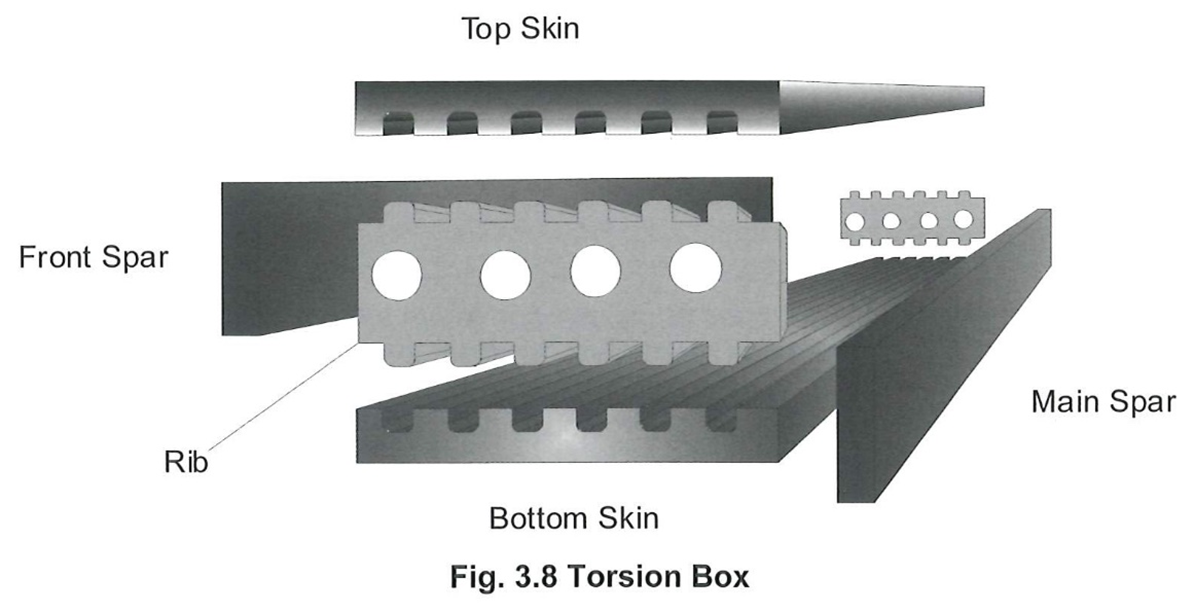 Top Skin
Front Spar
Main Spar
Rib
Bottom Skin
Fig. 3.8 Torsion Box